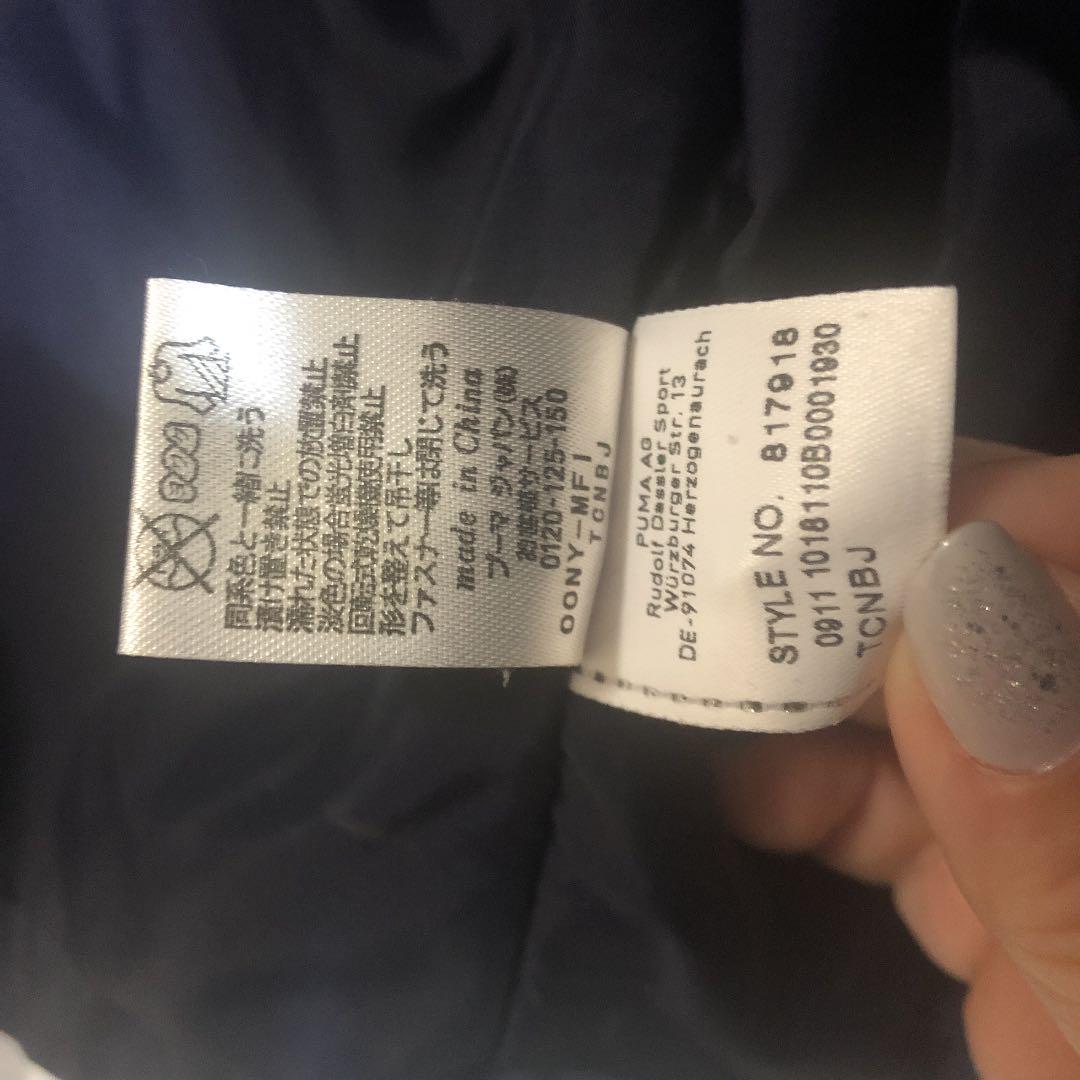 同系色と一緒に洗う
漬け置き禁止
濡れた状態での放置禁止
淡色の場合蛍光増白剤禁止
回転式乾燥機使用禁止
形を整えて吊干し
ファスナー等は閉じて洗う
made in China
プーマ ジャパン(株)
お客様サービス
0120-125-150
OONY-MFI
TCNBJ
PUMA AG
Rudolf Dassler Sport
Würzburger Str. 13
DE-91074 Herzogenaurach
STYLE NO. 817918
0911 1018110B0001930
TCNBJ